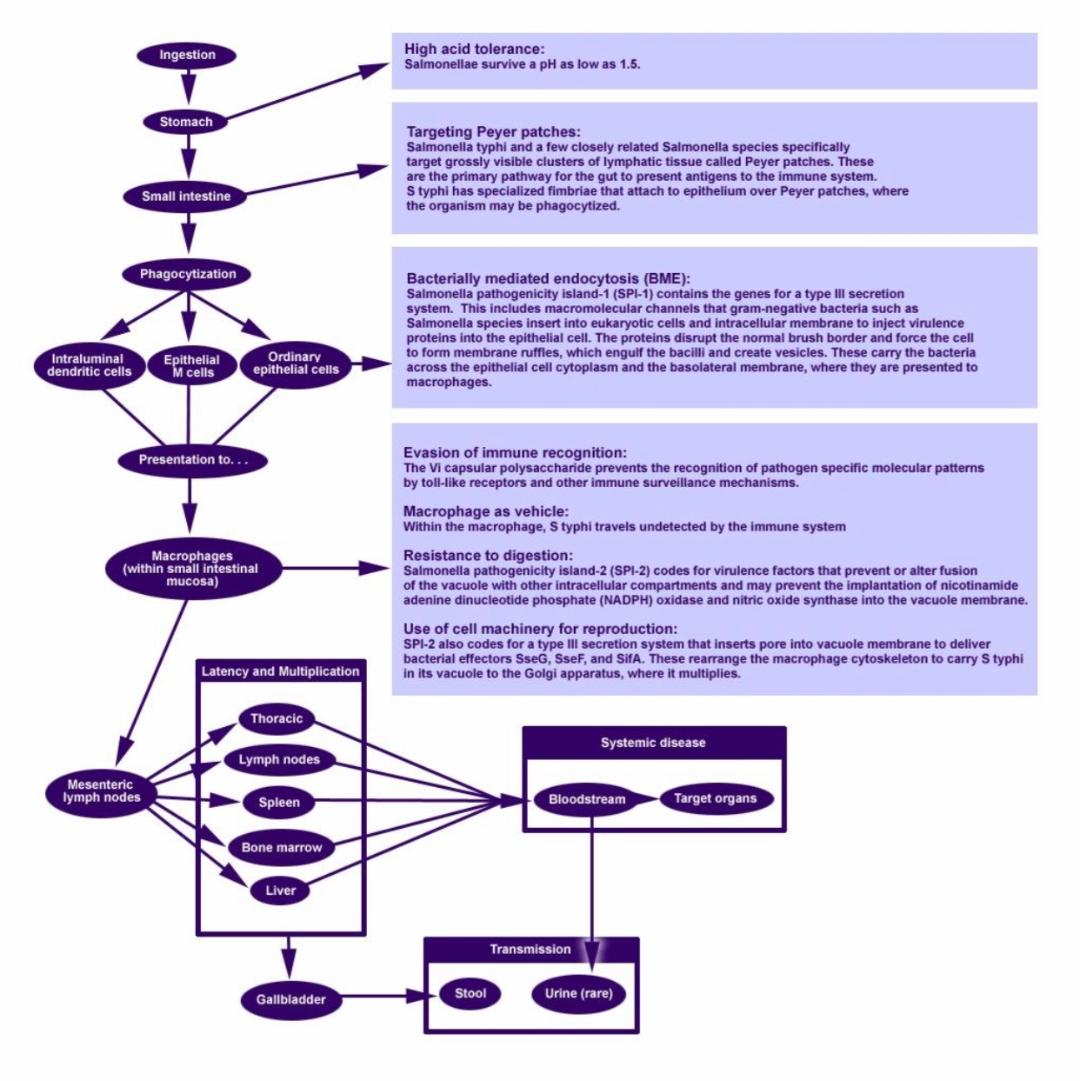 Ingestion
High acid tolerance:
Salmonellae survive a pH as low as 1.5.
Stomach
Targeting Peyer patches:
Salmonella typhi and a few closely related Salmonella species specifically
target grossly visible clusters of lymphatic tissue called Peyer patches. These
are the primary pathway for the gut to present antigens to the immune system.
S typhi has specialized fimbriae that attach to epithelium over Peyer patches, where
the organism may be phagocytized.
Small intestine
Phagocytization
Bacterially mediated endocytosis (BME):
Salmonella pathogenicity island-1 (SPI-1) contains the genes for a type III secretion
system. This includes macromolecular channels that gram-negative bacteria such as
Salmonella species insert into eukaryotic cells and intracellular membrane to inject virulence
proteins into the epithelial cell. The proteins disrupt the normal brush border and force the cell
to form membrane ruffles, which engulf the bacilli and create vesicles. These carry the bacteria
across the epithelial cell cytoplasm and the basolateral membrane, where they are presented to
macrophages.
Intraluminal
dendritic cells
Epithelial
M cells
Ordinary
epithelial cells
Presentation to. . .
Evasion of immune recognition:
The Vi capsular polysaccharide prevents the recognition of pathogen specific molecular patterns
by toll-like receptors and other immune surveillance mechanisms.
Macrophage as vehicle:
Within the macrophage, S typhi travels undetected by the immune system
Resistance to digestion:
Salmonella pathogenicity island-2 (SPI-2) codes for virulence factors that prevent or alter fusion
of the vacuole with other intracellular compartments and may prevent the implantation of nicotinamide
adenine dinucleotide phosphate (NADPH) oxidase and nitric oxide synthase into the vacuole membrane.
Use of cell machinery for reproduction:
SPI-2 also codes for a type III secretion system that inserts pore into vacuole membrane to deliver
bacterial effectors SseG, SseF, and SifA. These rearrange the macrophage cytoskeleton to carry S typhi
in its vacuole to the Golgi apparatus, where it multiplies.
Macrophages
(within small intestinal
mucosa)
Latency and Multiplication
Thoracic
Lymph nodes
Spleen
Bone marrow
Liver
Mesenteric
lymph nodes
Systemic disease
Bloodstream
Target organs
Gallbladder
Transmission
Stool
Urine (rare)